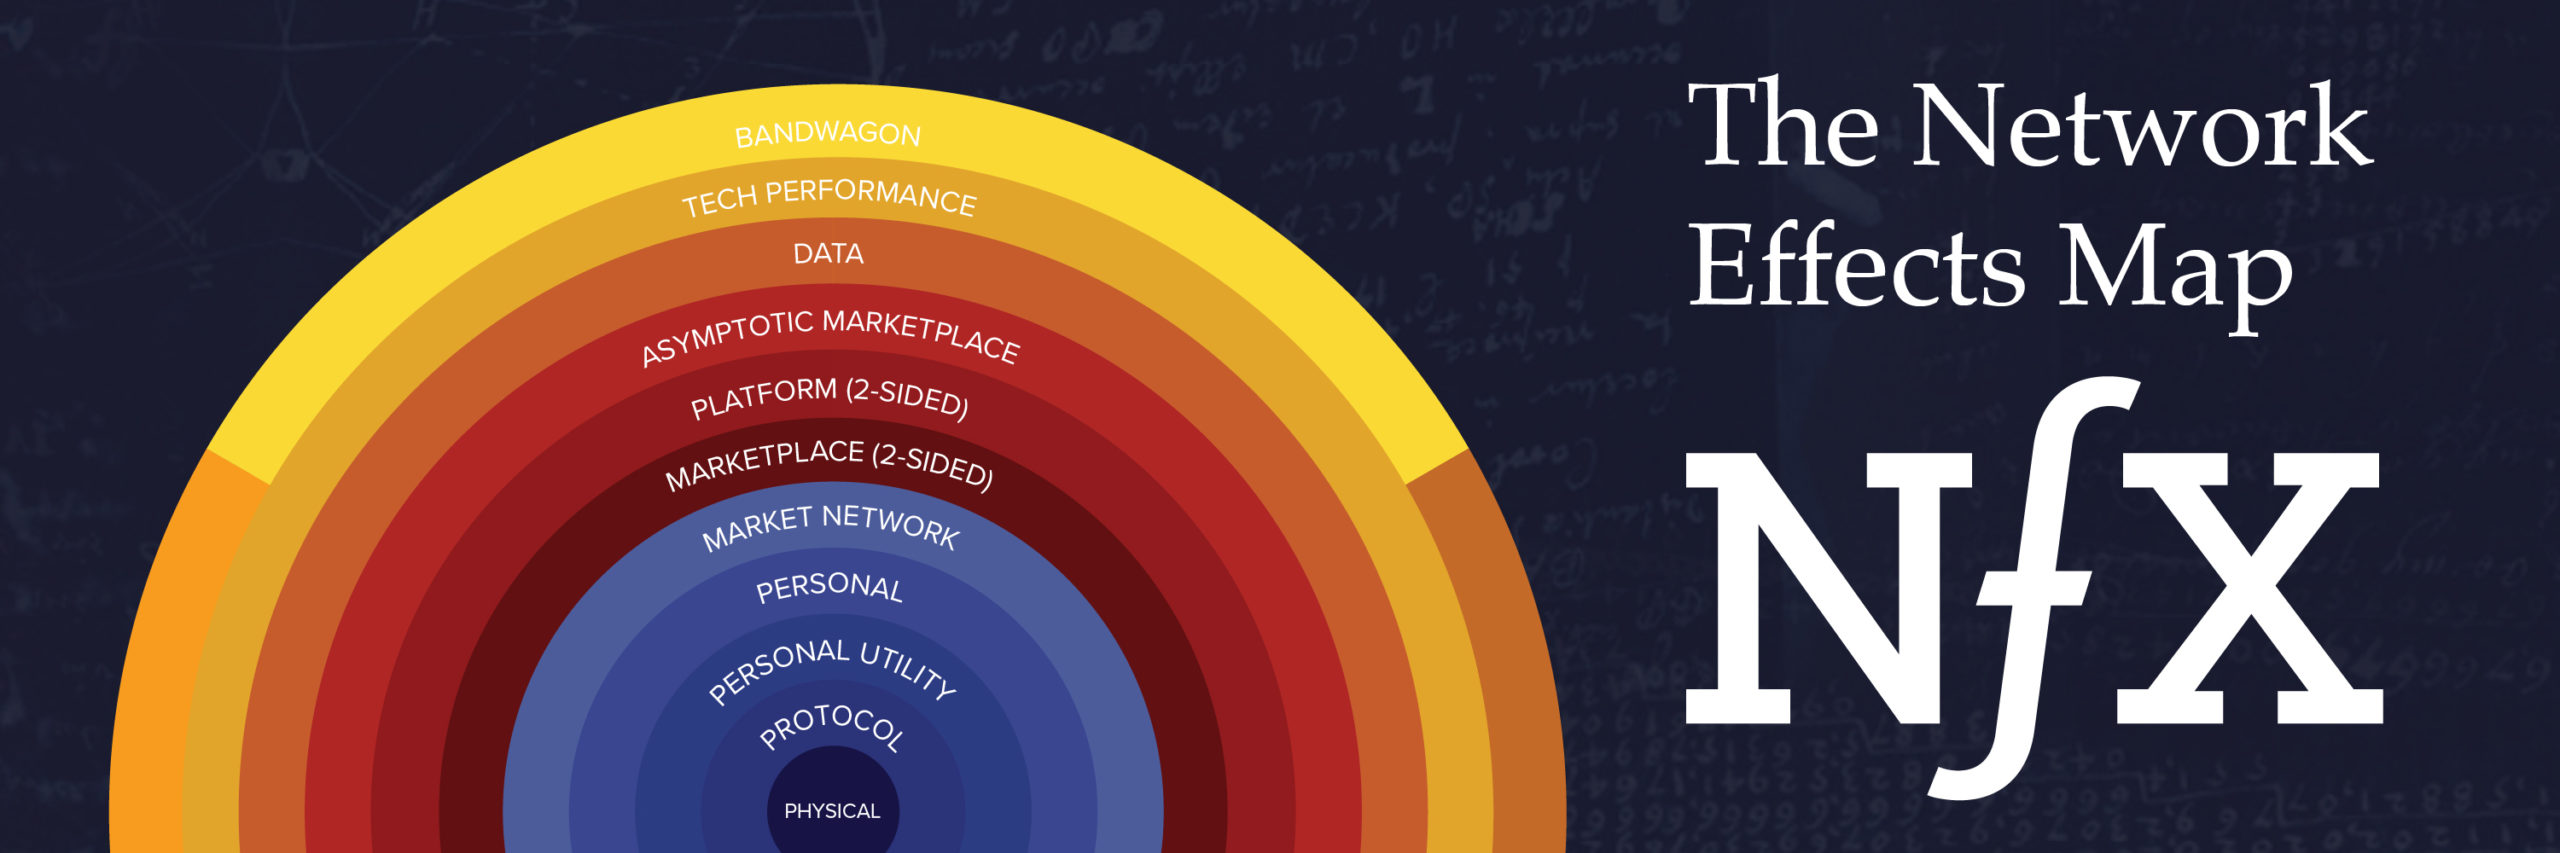 BANDWAGON
TECH PERFORMANCE
DATA
ASYMPTOTIC MARKETPLACE
PLATFORM (2-SIDED)
MARKETPLACE (2-SIDED)
MARKET NETWORK
PERSONAL
PERSONAL UTILITY
PROTOCOL
PHYSICAL
The Network
Effects Map
NfX